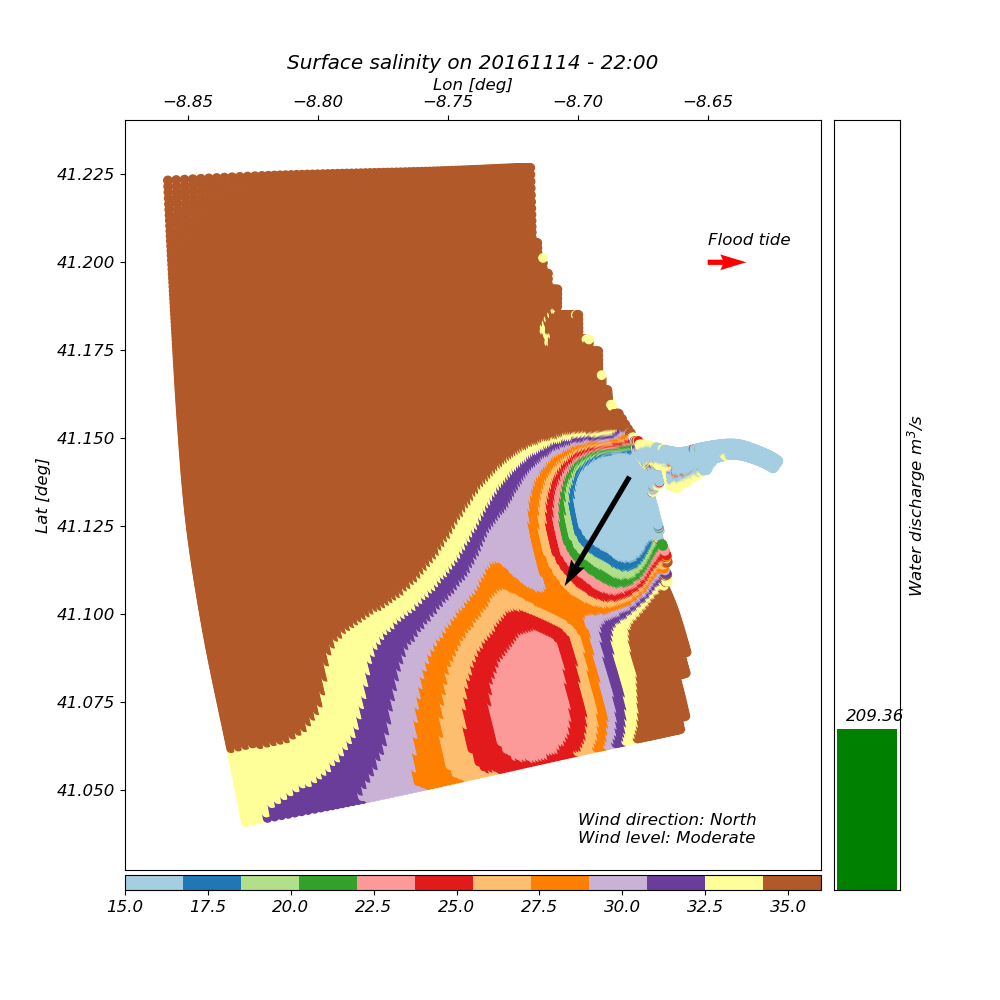 Surface salinity on 20161114 - 22:00
Lon [deg]
−8.85 −8.80 −8.75 −8.70 −8.65
41.225
41.200
41.175
41.150
41.125
41.100
41.075
41.050
Lat [deg]
Flood tide
Wind direction: North
Wind level: Moderate
15.0 17.5 20.0 22.5 25.0 27.5 30.0 32.5 35.0
209.36
Water discharge m³/s